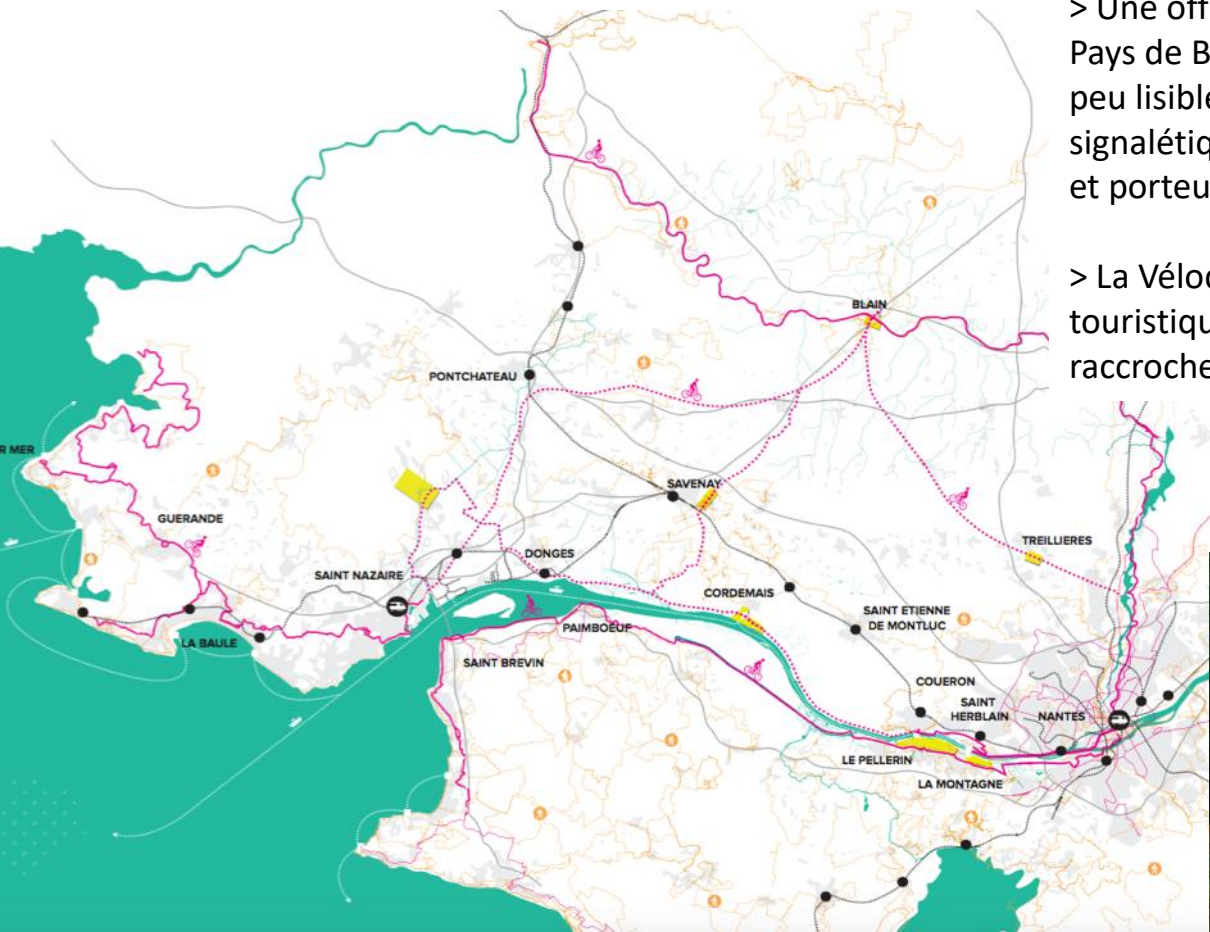 > Une off
Pays de B
peu lisible
signalétiq
et porteu
> La Véloc
touristiqu
raccroche
BLAIN
PONTCHATEAU
R MER
SAVENAY
GUERANDE
TREILLIERES
DONGES
SAINT NAZAIRE
CORDEMAIS
SAINT ETIENNE
DE MONTLUC
PAIMBOEUF
LA BAULE
SAINT BREVIN
COUERON
SAINT
HERBLAIN
NANTES
LE PELLERIN
LA MONTAGNE